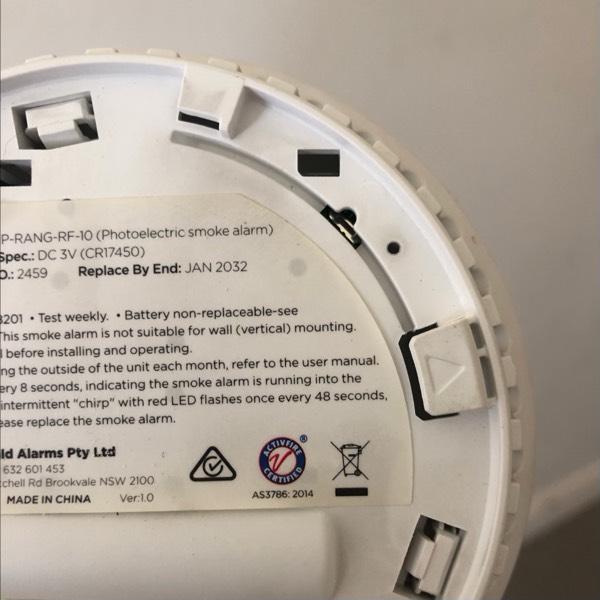 P-RANG-RF-10 (Photoelectric smoke alarm)
Spec.: DC 3V (CR17450)
O.: 2459 Replace By End: JAN 2032
3201 • Test weekly. • Battery non-replaceable-see
This smoke alarm is not suitable for wall (vertical) mounting.
before installing and operating.
ng the outside of the unit each month, refer to the user manual.
ery 8 seconds, indicating the smoke alarm is running into the
intermittent "chirp" with red LED flashes once every 48 seconds,
ease replace the smoke alarm.
ld Alarms Pty Ltd
632 601 453
tchell Rd Brookvale NSW 2100
MADE IN CHINA Ver:1.0
ACTIVFIRE
®
CERTIFIED
AS3786: 2014